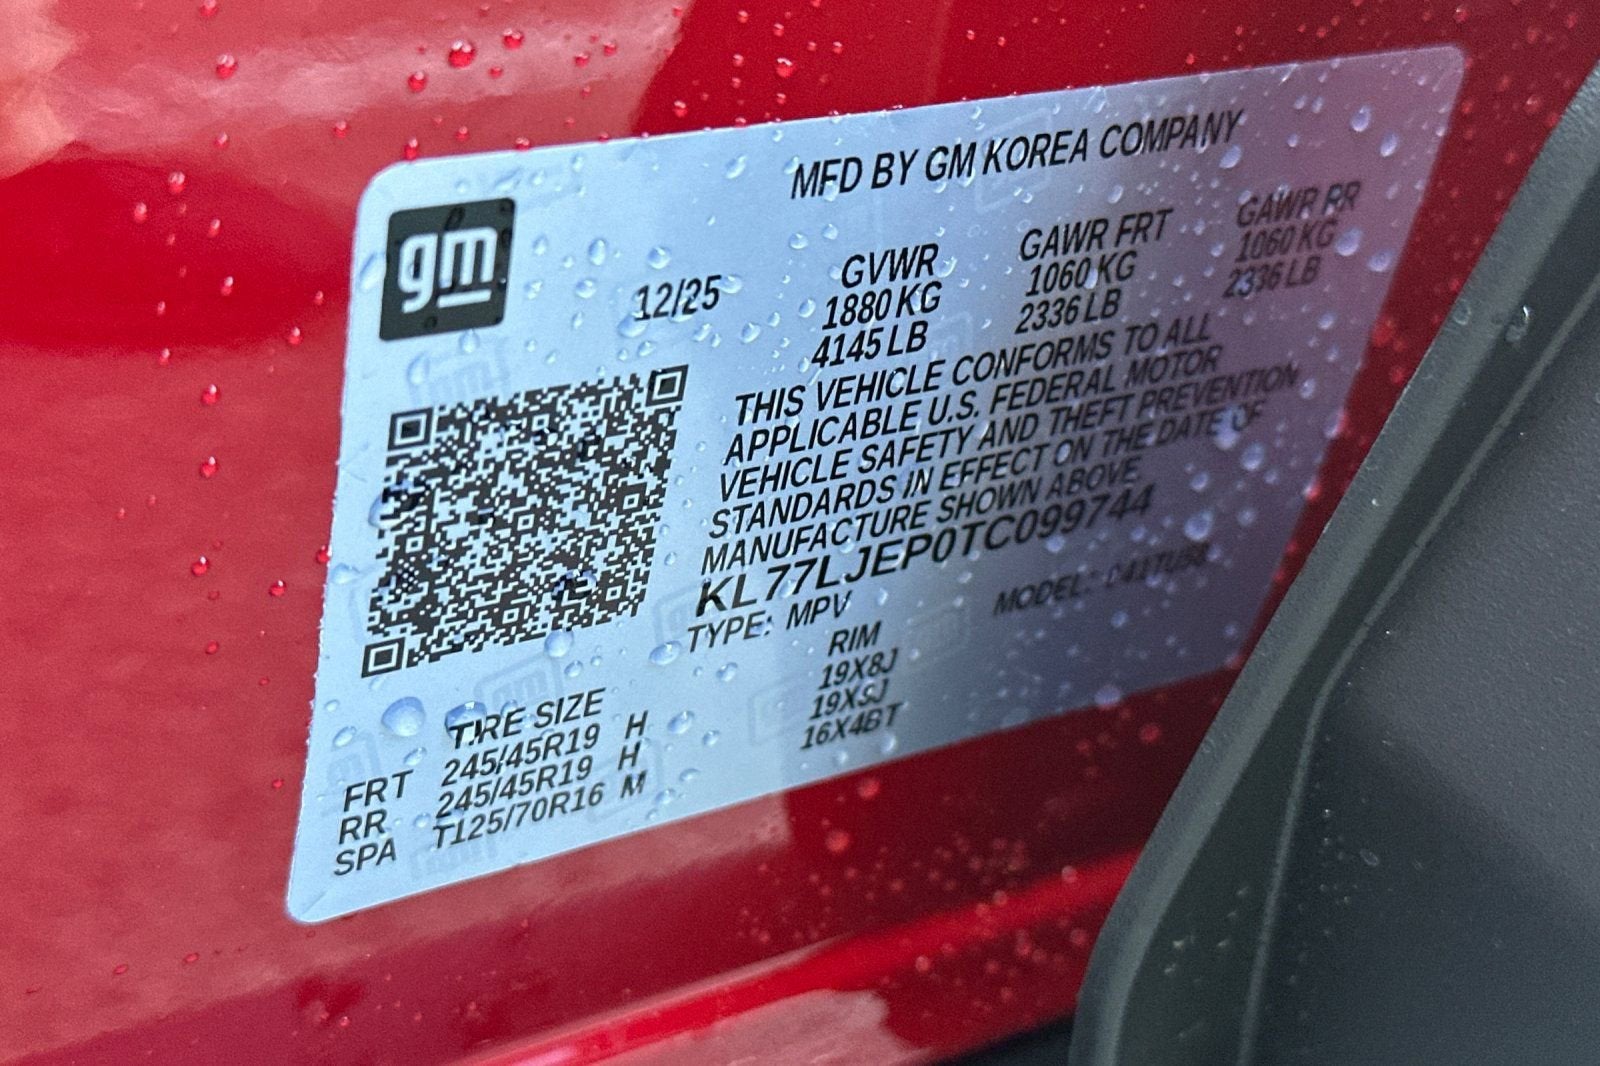 MFD BY GM KOREA COMPANY
gm
12/25
GVWR GAWR FRT GAWR RR
1880 KG 1060 KG 1060 KG
4145 LB 2336 LB 2336 LB
THIS VEHICLE CONFORMS TO ALL
APPLICABLE U.S. FEDERAL MOTOR
VEHICLE SAFETY AND THEFT PREVENTION
STANDARDS IN EFFECT ON THE DATE OF
MANUFACTURE SHOWN ABOVE
KL77LJEP0TC099744
TYPE: MPV MODEL:
TIRE SIZE RIM
FRT 245/45R19 H 19X8J
RR 245/45R19 H 19X8J
SPA T125/70R16 M 16X4BT